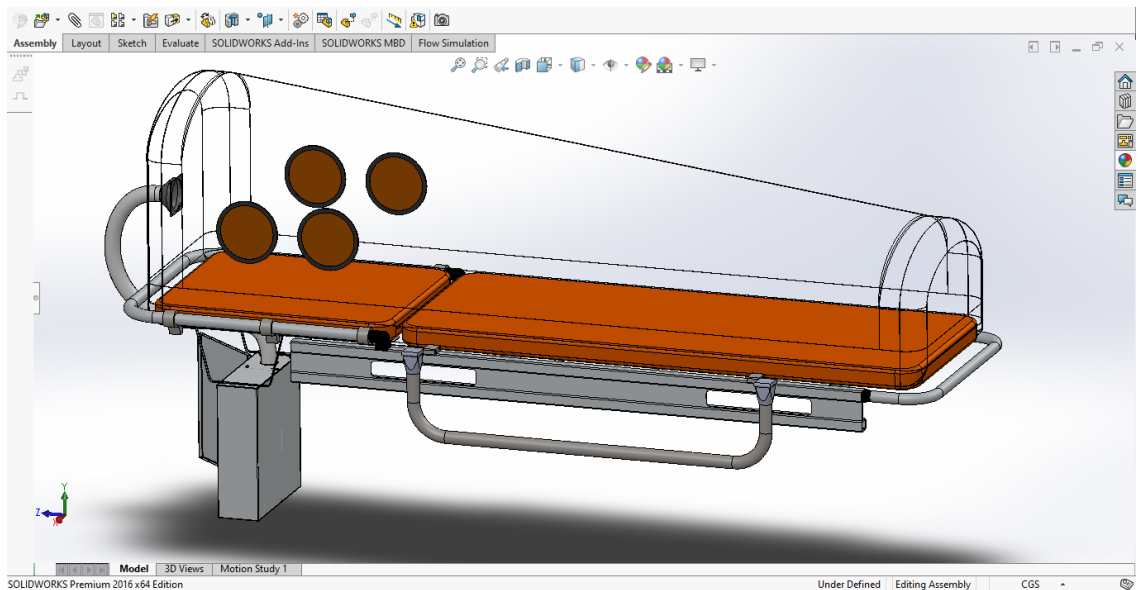 Assembly Layout Sketch Evaluate SOLIDWORKS Add-Ins SOLIDWORKS MBD Flow Simulation
Y
Z
X
Model 3D Views Motion Study 1
SOLIDWORKS Premium 2016 x64 Edition Under Defined Editing Assembly CGS